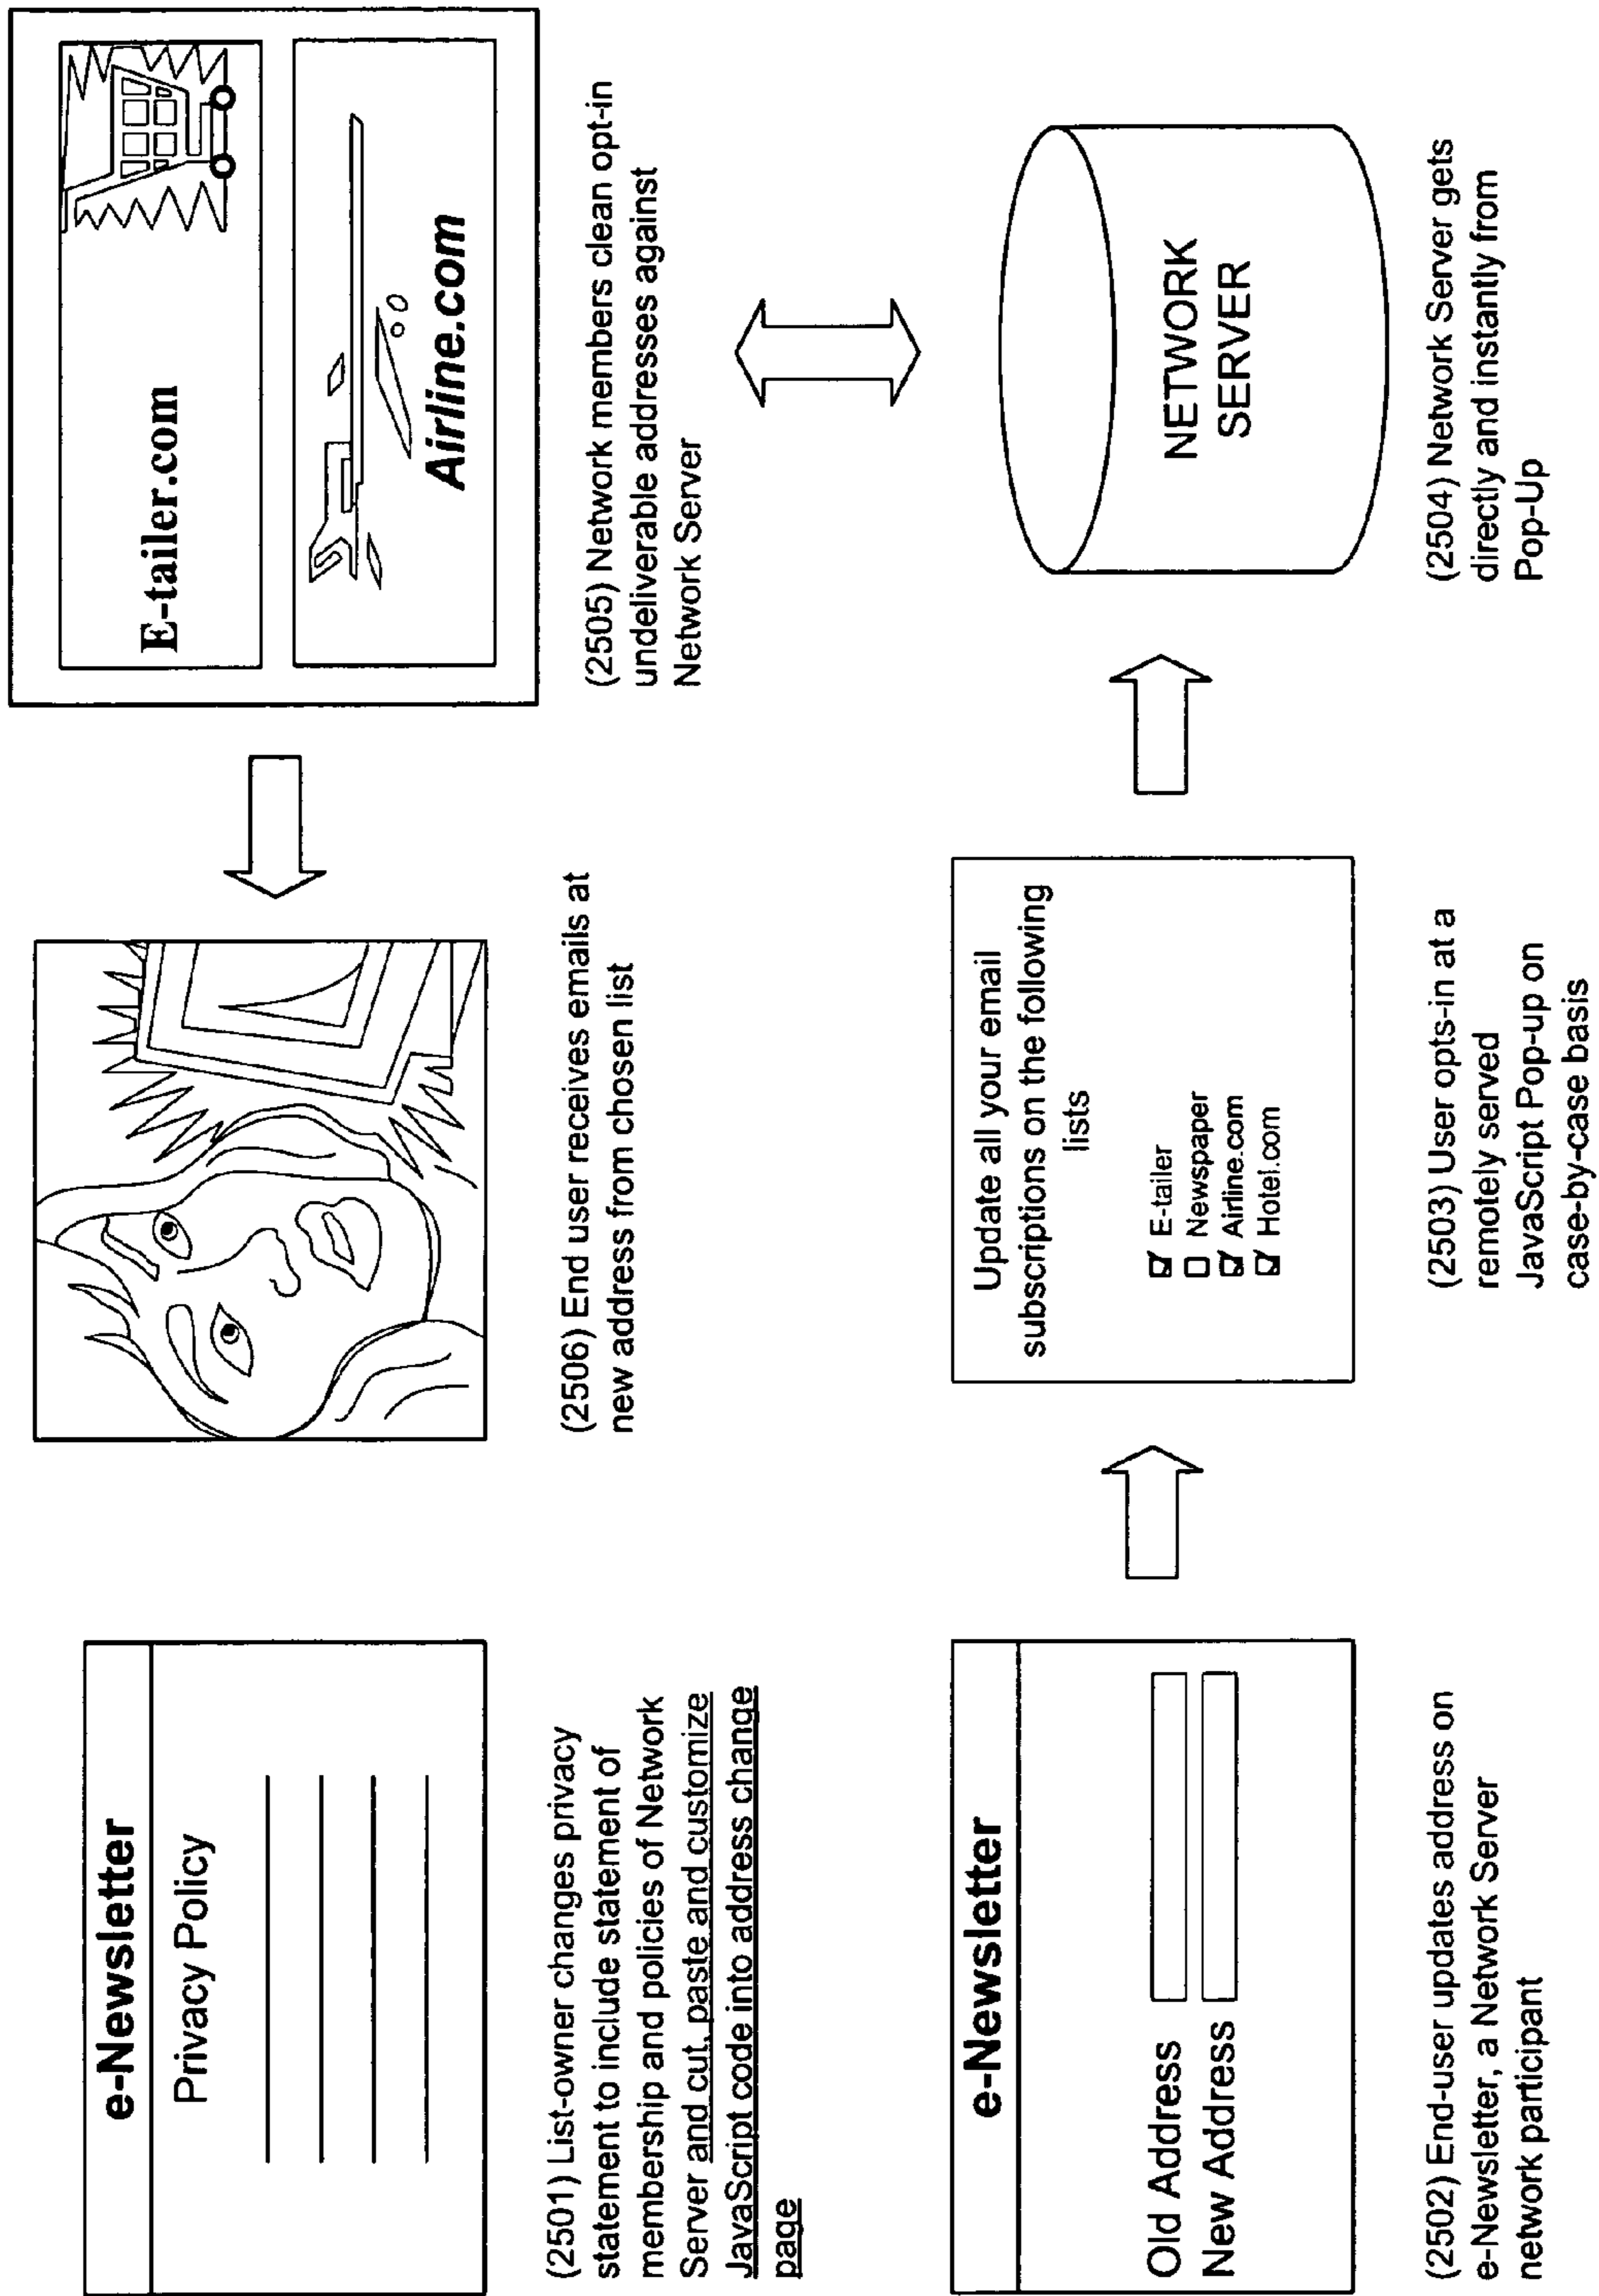 e-Newsletter
Privacy Policy
(2501) List-owner changes privacy
statement to include statement of
membership and policies of Network
Server and cut, paste and customize
JavaScript code into address change
page
(2506) End user receives emails at
new address from chosen list
E-tailer.com
Airline.com
(2505) Network members clean opt-in
undeliverable addresses against
Network Server
e-Newsletter
Old Address
New Address
(2502) End-user updates address on
e-Newsletter, a Network Server
network participant
Update all your email
subscriptions on the following
lists
E-tailer
Newspaper
Airline.com
Hotel.com
(2503) User opts-in at a
remotely served
JavaScript Pop-up on
case-by-case basis
NETWORK
SERVER
(2504) Network Server gets
directly and instantly from
Pop-Up